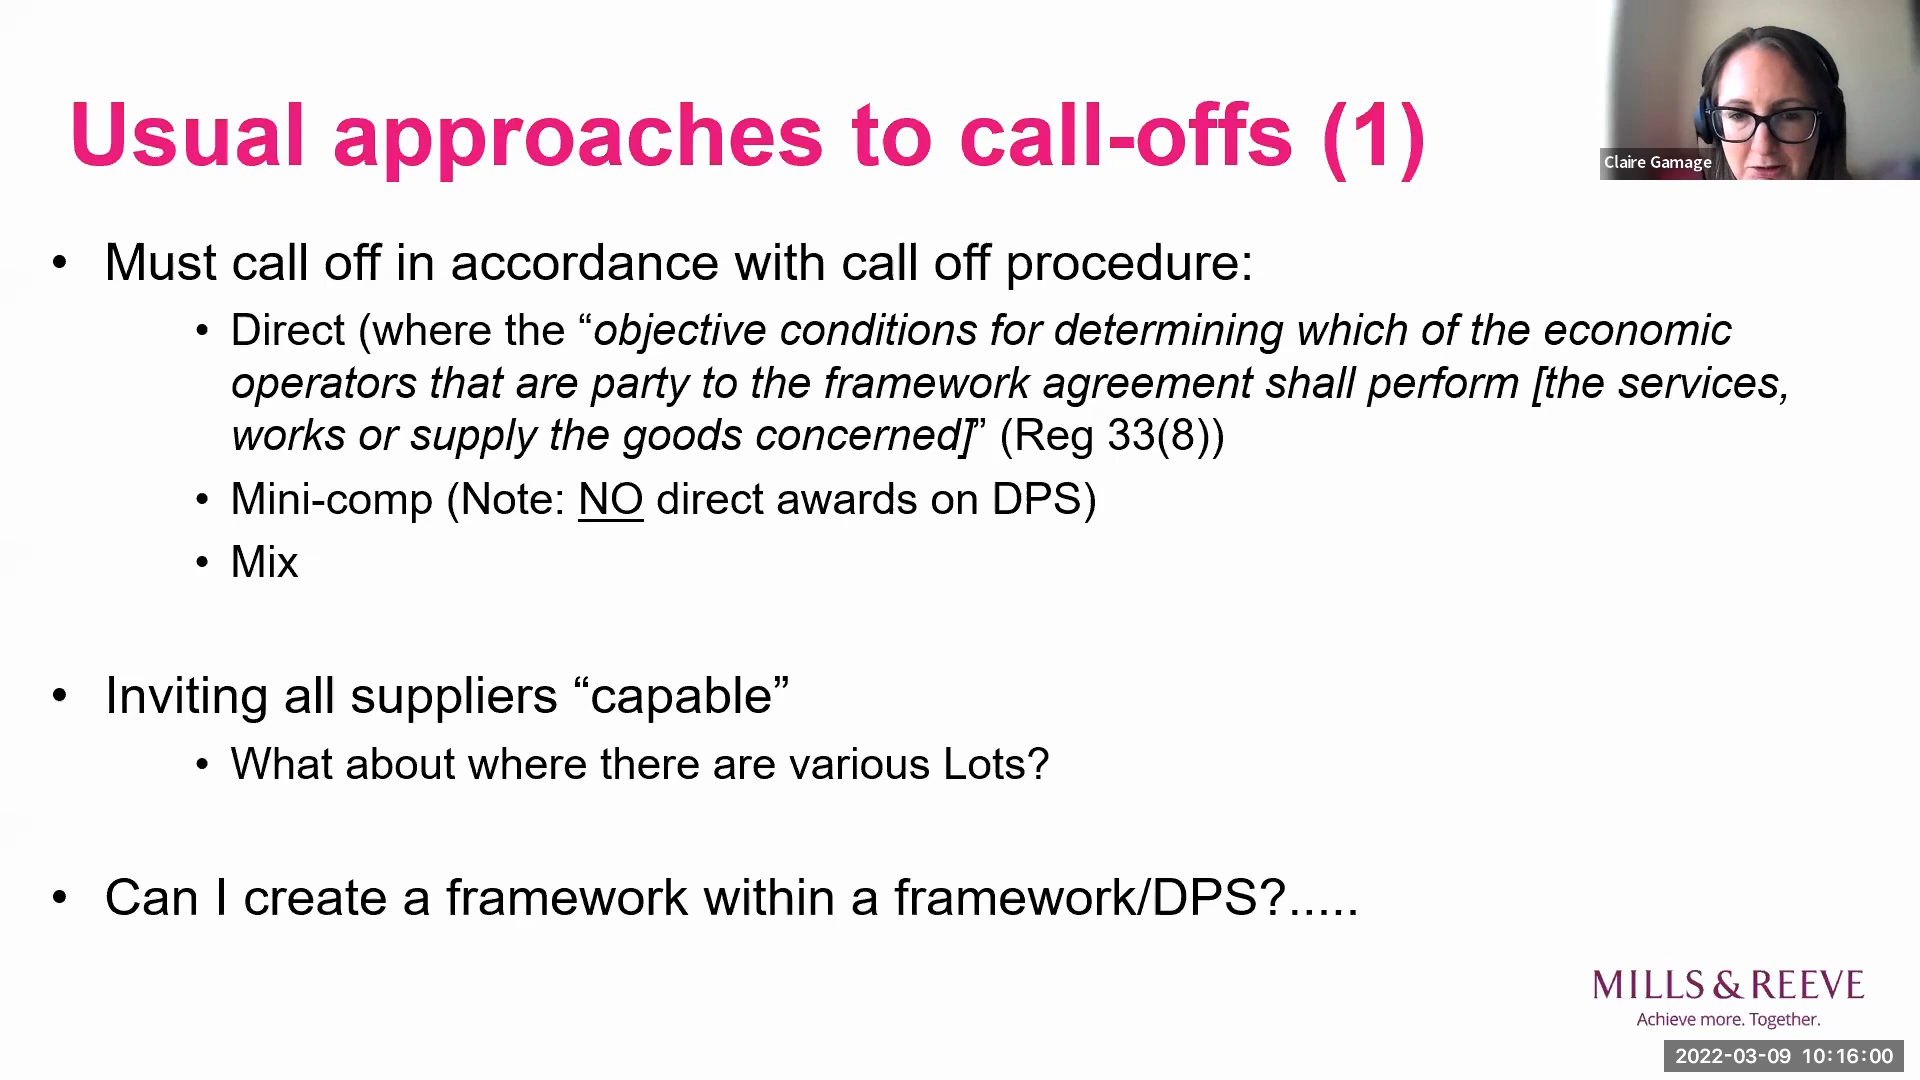 Usual approaches to call-offs (1)
Claire Gamage
• Must call off in accordance with call off procedure:
• Direct (where the “objective conditions for determining which of the economic
operators that are party to the framework agreement shall perform [the services,
works or supply the goods concerned]” (Reg 33(8))
• Mini-comp (Note: NO direct awards on DPS)
• Mix
• Inviting all suppliers “capable”
• What about where there are various Lots?
• Can I create a framework within a framework/DPS?.....
MILLS & REEVE
Achieve more. Together.
2022-03-09 10:16:00